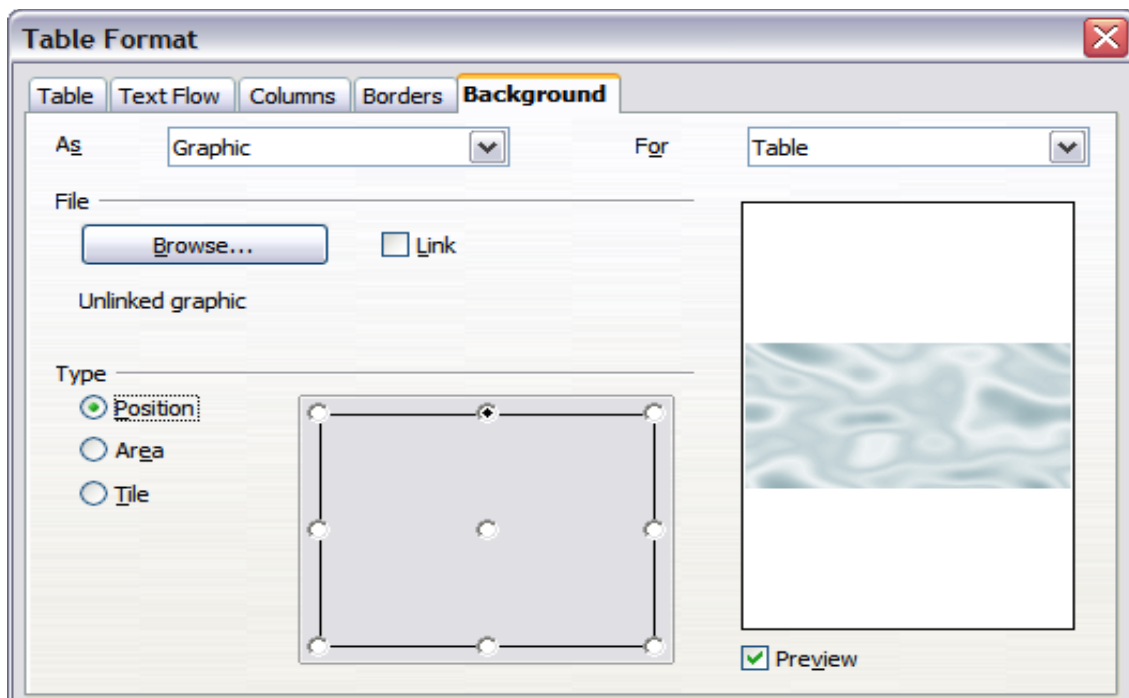 Table Format
Table Text Flow Columns Borders Background
As Graphic For Table
File
Browse... Link
Unlinked graphic
Type
Position
Area
Tile
Preview